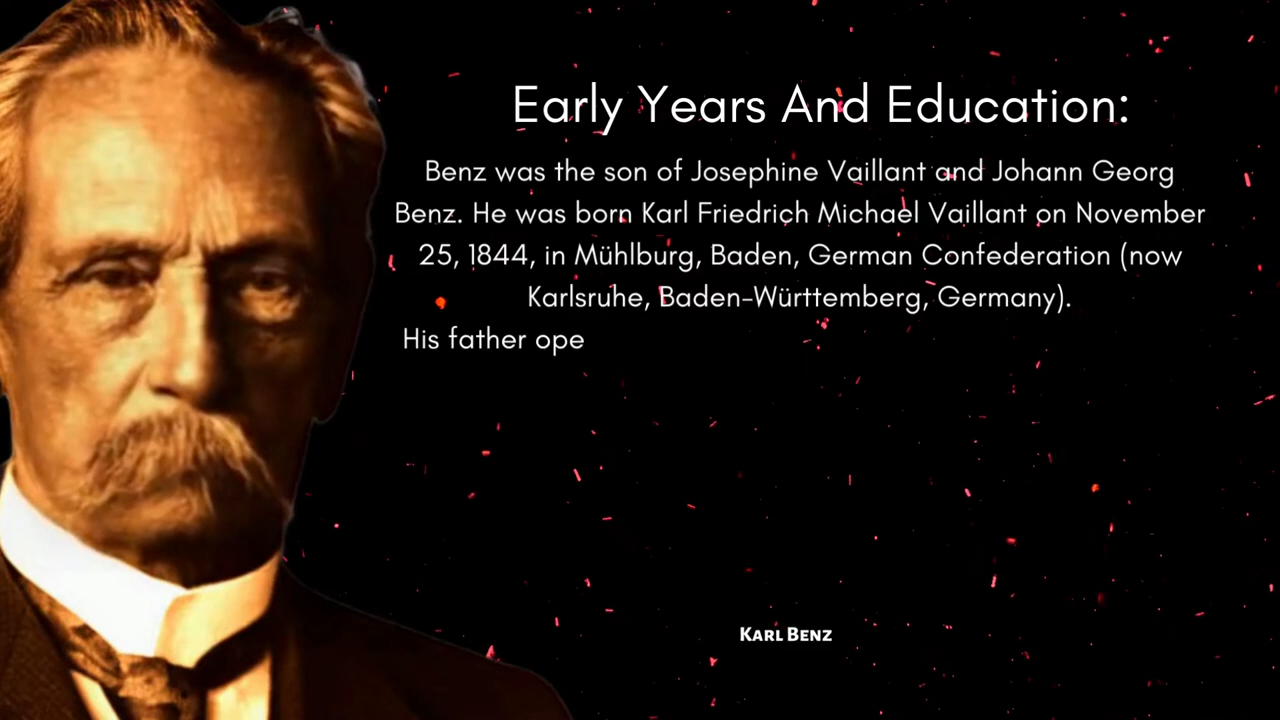 Early Years And Education:
Benz was the son of Josephine Vaillant and Johann Georg
Benz. He was born Karl Friedrich Michael Vaillant on November
25, 1844, in Mühlburg, Baden, German Confederation (now
Karlsruhe, Baden-Württemberg, Germany).
His father ope
Karl Benz